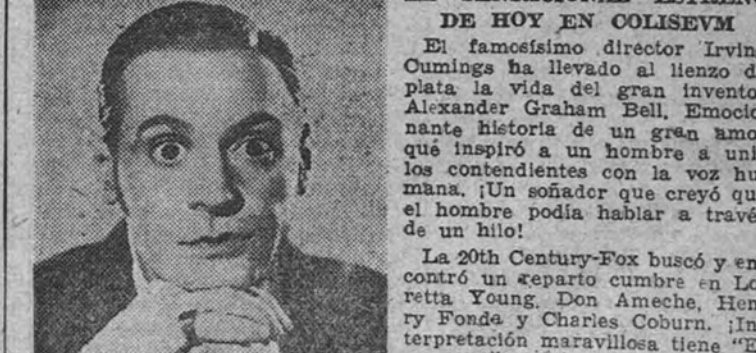 DE HOY EN COLISEVM
El famosísimo director Irvin
Cumings ha llevado al lienzo d
plata la vida del gran invento
Alexander Graham Bell. Emocio
nante historia de un gran amo
que inspiró a un hombre a uni
los contendientes con la voz hu
mana. ¡Un soñador que creyó qu
el hombre podía hablar a travé
de un hilo!
La 20th Century-Fox buscó y en
contró un reparto cumbre en Lo
retta Young, Don Ameche, Hen
ry Fonda y Charles Coburn. ¡In
terpretación maravillosa tiene "E